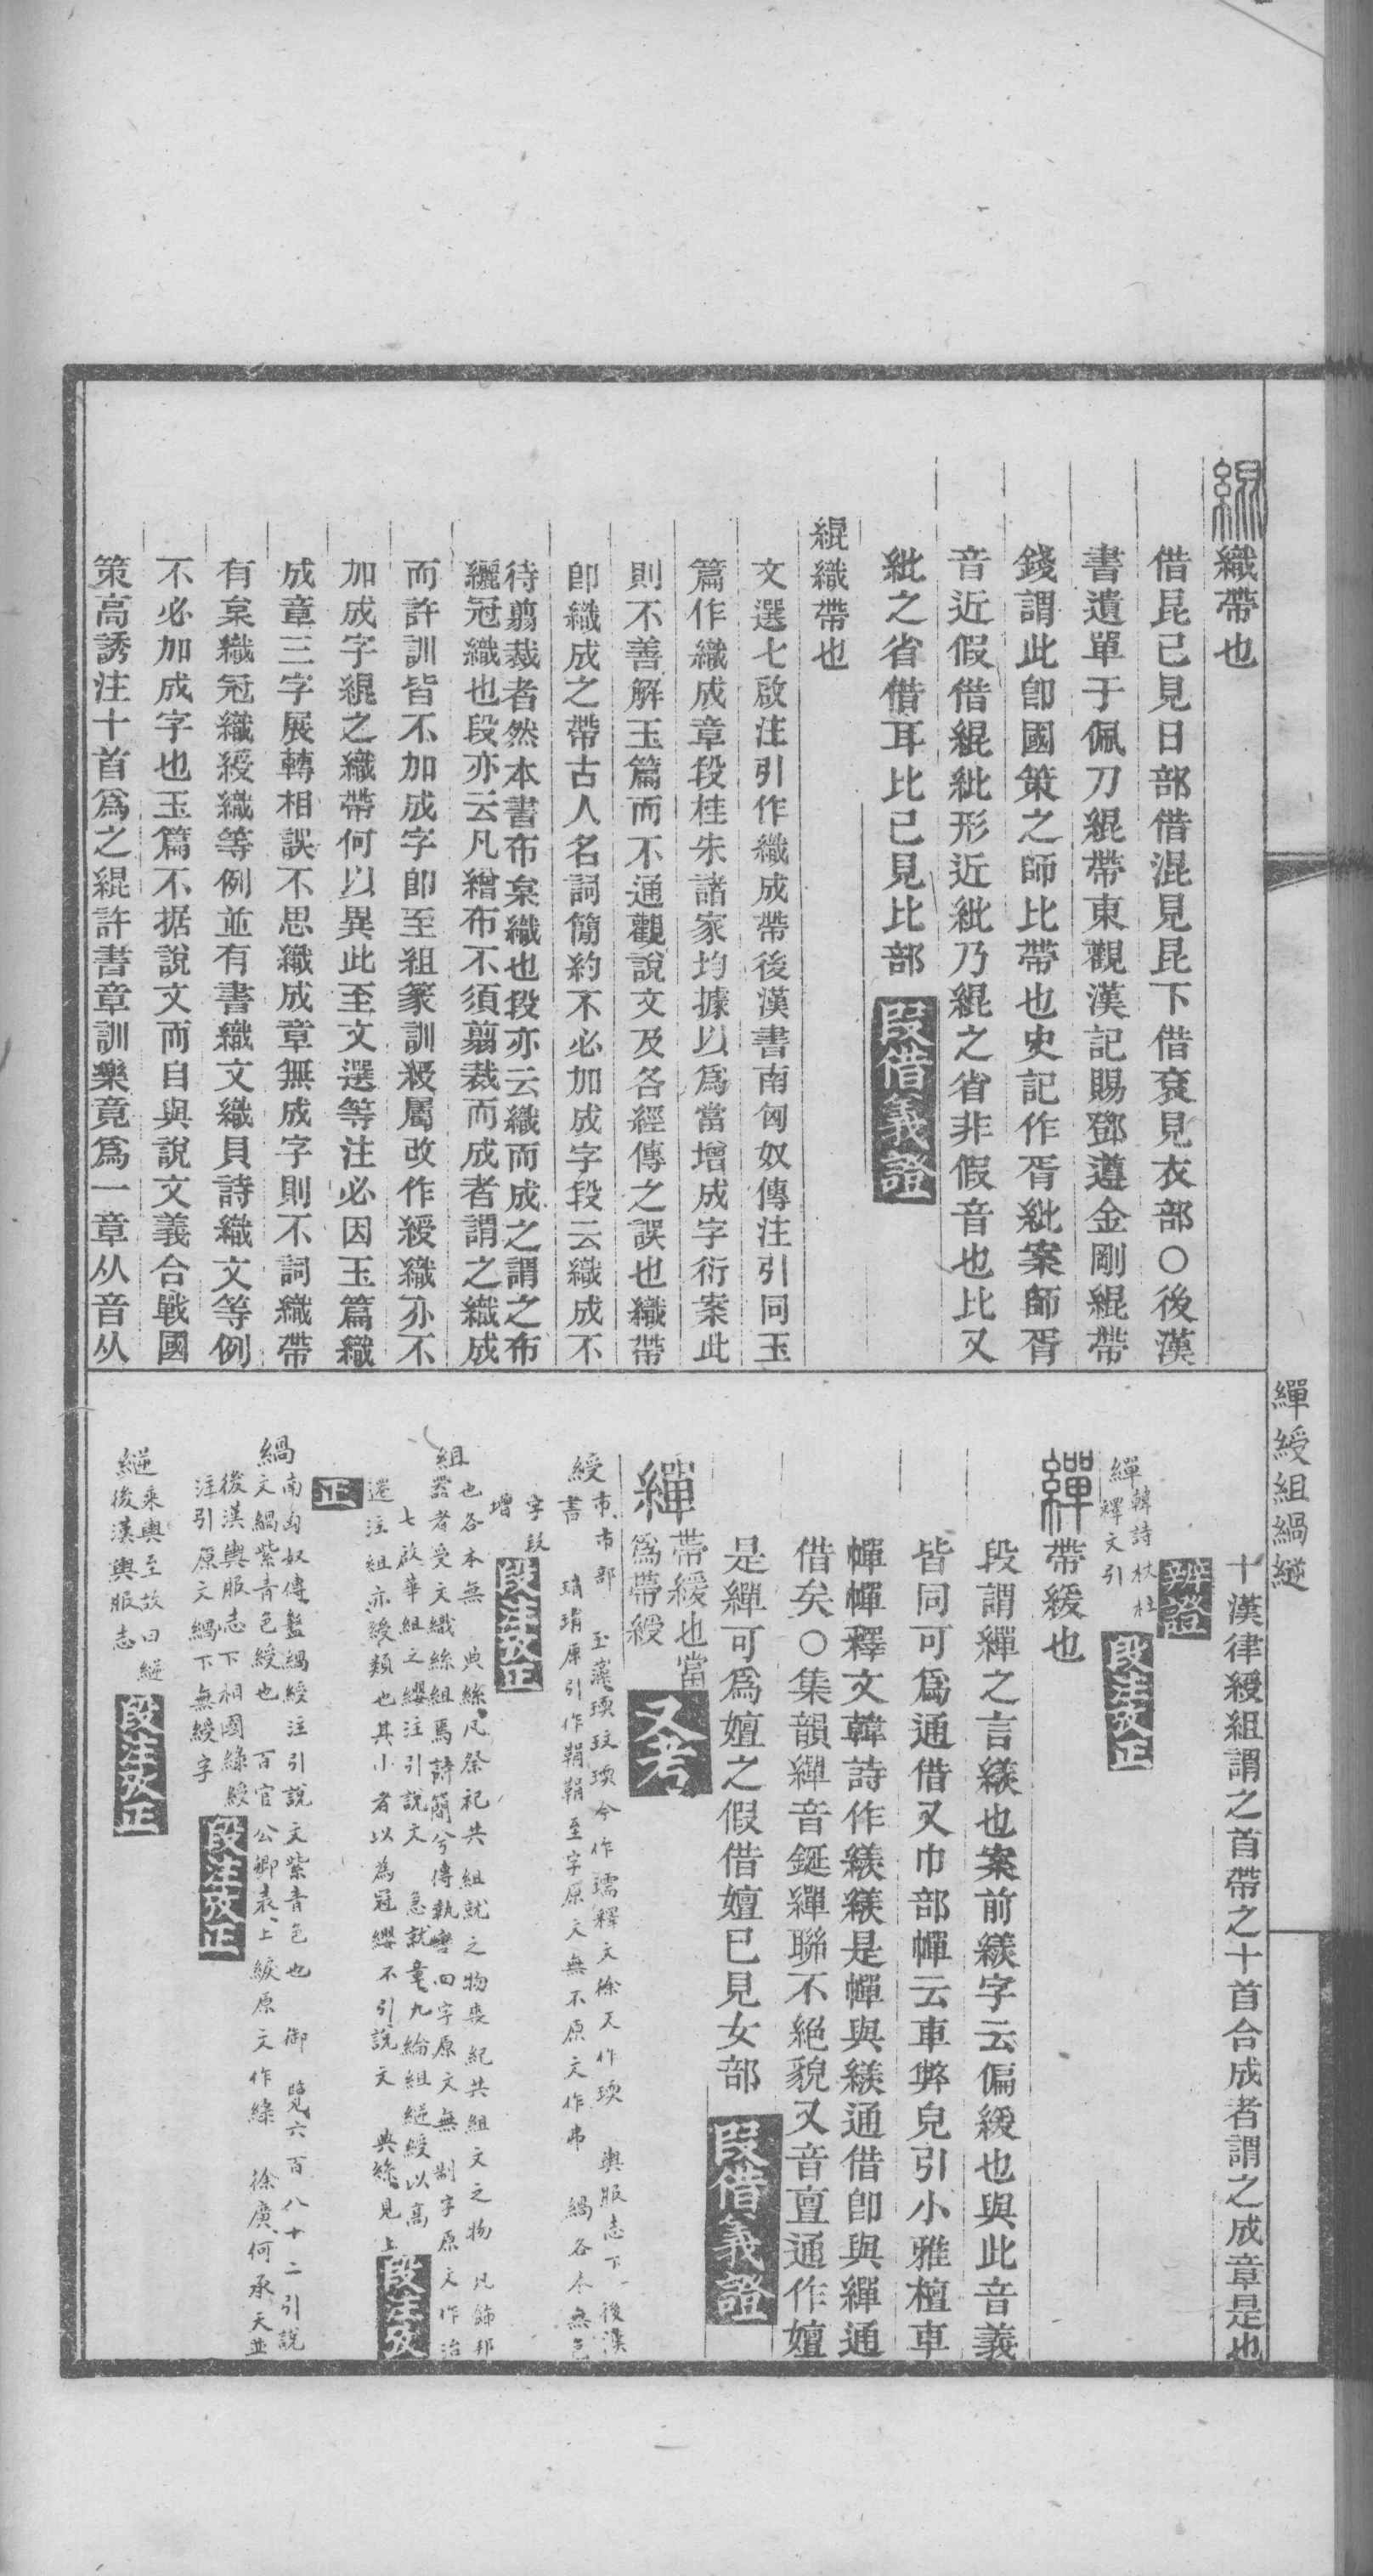 緄織帶也
借昆已見日部借混見昆下借袞見衣部○後漢
書遺單于佩刀緄帶東觀漢記賜鄧遵金剛緄帶
錢謂此卽國策之師比帶也史記作胥紕案師胥
音近假借緄紕形近紕乃緄之省非假音也比又
紕之省借耳比已見比部 段借義證
緄織帶也
文選七啟注引作織成帶後漢書南匈奴傳注引同玉
篇作織成章段桂朱諸家均據以爲當增成字衍案此
則不善解玉篇而不通觀說文及各經傳之誤也織帶
卽織成之帶古人名詞簡約不必加成字段云織成不
待翦裁者然本書布枲織也段亦云織而成之謂之布
纚冠織也段亦云凡繒布不須翦裁而成者謂之織成
而許訓皆不加成字卽至組篆訓綬屬改作綬織亦不
加成字緄之織帶何以異此至文選等注必因玉篇織
成章三字展轉相誤不思織成章無成字則不詞織帶
有枲織冠織綬織等例並有書織文織貝詩織文等例
不必加成字也玉篇不据說文而自與說文義合戰國
策高誘注十首爲之緄許書章訓樂竟爲一章从音从
繟綬組緺縌
十漢律綬組謂之首帶之十首合成者謂之成章是也
辨證
繟韓詩杕杜
釋文引 段注攷正
繟帶緩也
段謂繟之言繎也案前繎字云偏緩也與此音義
皆同可爲通借又巾部幝云車弊皃引小雅檀車
幝幝釋文韓詩作繎繎是幝與繎通借卽與繟通
借矣○集韻繟音鋋繟聯不絕貌又音亶通作嬗
是繟可爲嬗之假借嬗已見女部 段借義證
繟帶緩也當
爲帶綬 又考
綬市市部 玉藻瓀玟瓀今作瓀釋文徐又作瓀 輿服志下 後漢
書 琄琄原引作鞙鞙至字原文無不原文作弗 緺各本無色
字段
增 段注攷正
組也各本無 典絲凡祭祀共組就之物喪紀共組文之物 凡飾邦
器者受文織絲組焉詩簡兮傳執轡曰字原文無 制字原文作治
七啟華組之纓注引說文 急就章九綸組縌綬以高
選注組亦綬類也其小者以爲冠纓不引說文 典絲見上 段注攷
正
緺南匈奴傳盭緺綬注引說文紫青色也 御覽六百八十二引說
文緺紫青色綬也 百官公卿表上綟原文作綠 徐廣何承天並
後漢輿服志下相國綠綬
注引原文緺下無綬字 段注攷正
縌乘輿至故曰縌
後漢輿服志 段注攷正